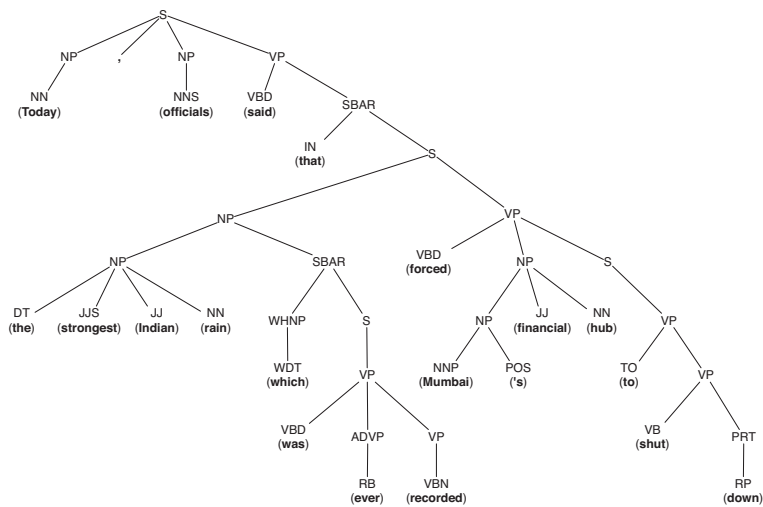 S
NP , NP VP
NN NNS VBD SBAR
(Today) (officials) (said)
IN S
(that)
NP VP
VBD
(forced)
NP SBAR NP S
DT JJS JJ NN WHNP S NP JJ NN VP
(the) (strongest) (Indian) (rain) (financial) (hub)
WDT VP NNP POS TO VP
(which) (Mumbai) ('s) (to)
VBD ADVP VP VB PRT
(was) (shut)
RB VBN RP
(ever) (recorded) (down)